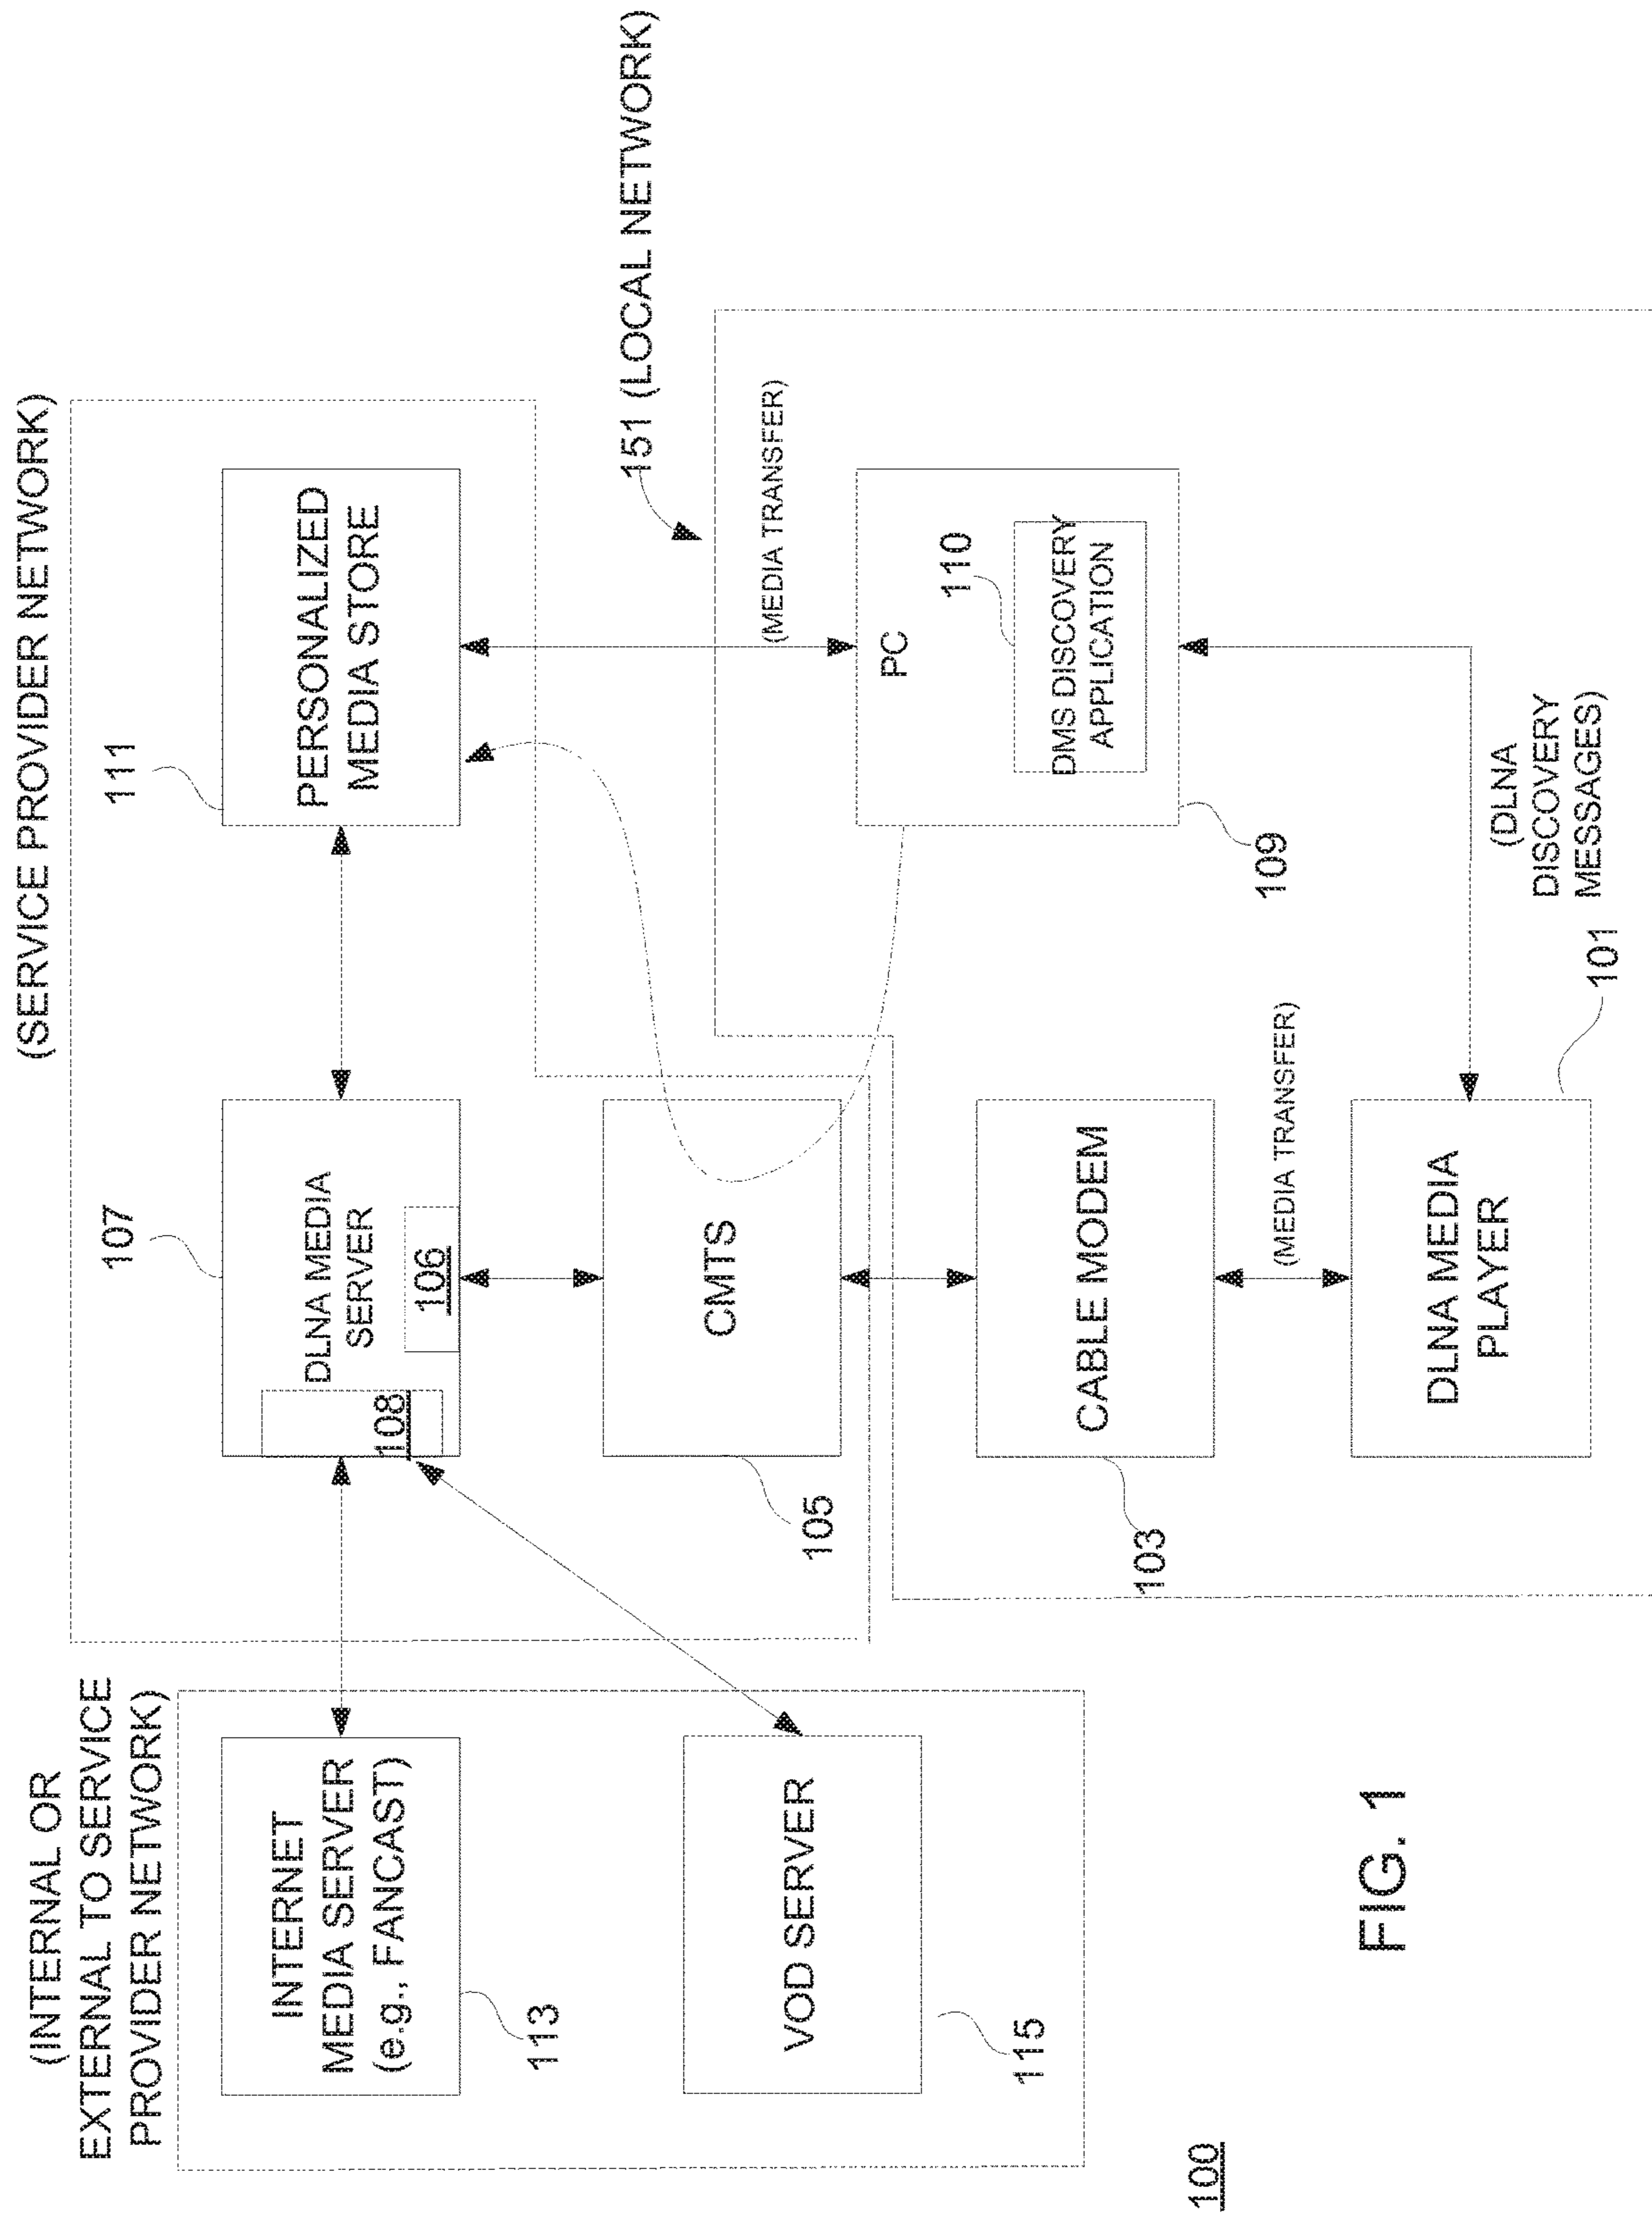 (INTERNAL OR
EXTERNAL TO SERVICE
PROVIDER NETWORK)
(SERVICE PROVIDER NETWORK)
INTERNET
MEDIA SERVER
(e.g., FANCAST)
113
107
DLNA MEDIA
SERVER
108
106
111
PERSONALIZED
MEDIA STORE
151 (LOCAL NETWORK)
VOD SERVER
115
CMTS
105
(MEDIA TRANSFER)
PC
110
DMS DISCOVERY
APPLICATION
109
CABLE MODEM
103
(MEDIA TRANSFER)
DLNA MEDIA
PLAYER
101
(DLNA
DISCOVERY
MESSAGES)
100
FIG. 1